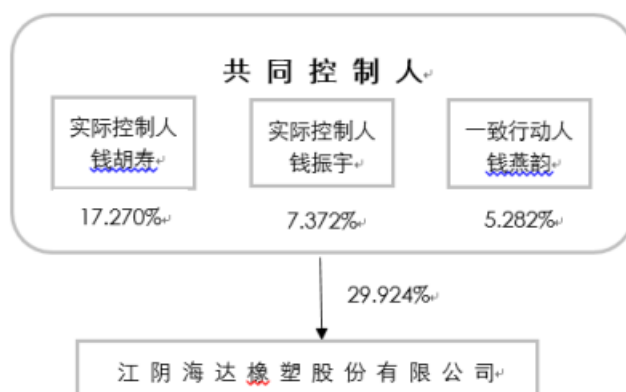 共同控制人
实际控制人
钱胡寿
实际控制人
钱振宇
一致行动人
钱燕韵
17.270%
7.372%
5.282%
29.924%
江阴海达橡塑股份有限公司